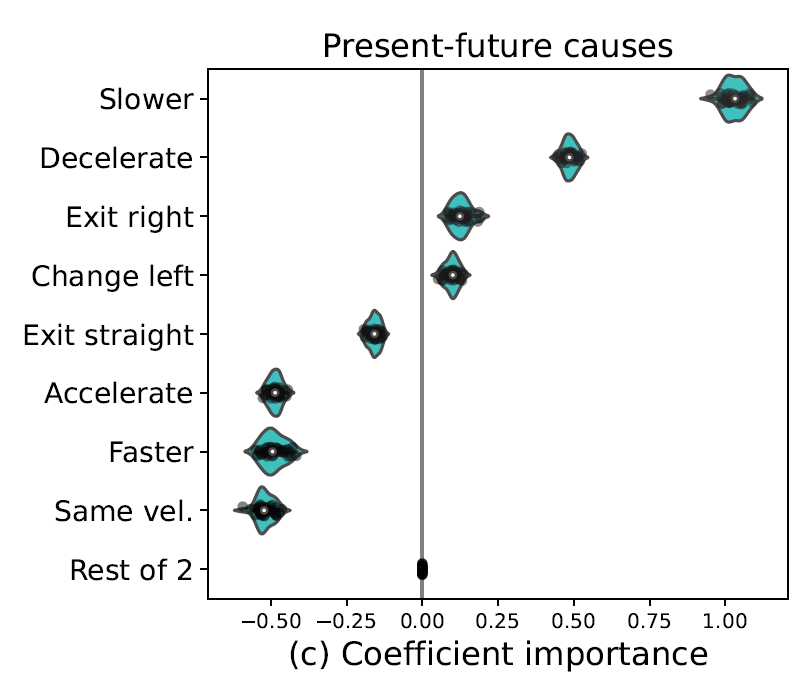 Present-future causes
Slower
Decelerate
Exit right
Change left
Exit straight
Accelerate
Faster
Same vel.
Rest of 2
−0.50 −0.25 0.00 0.25 0.50 0.75 1.00
(c) Coefficient importance